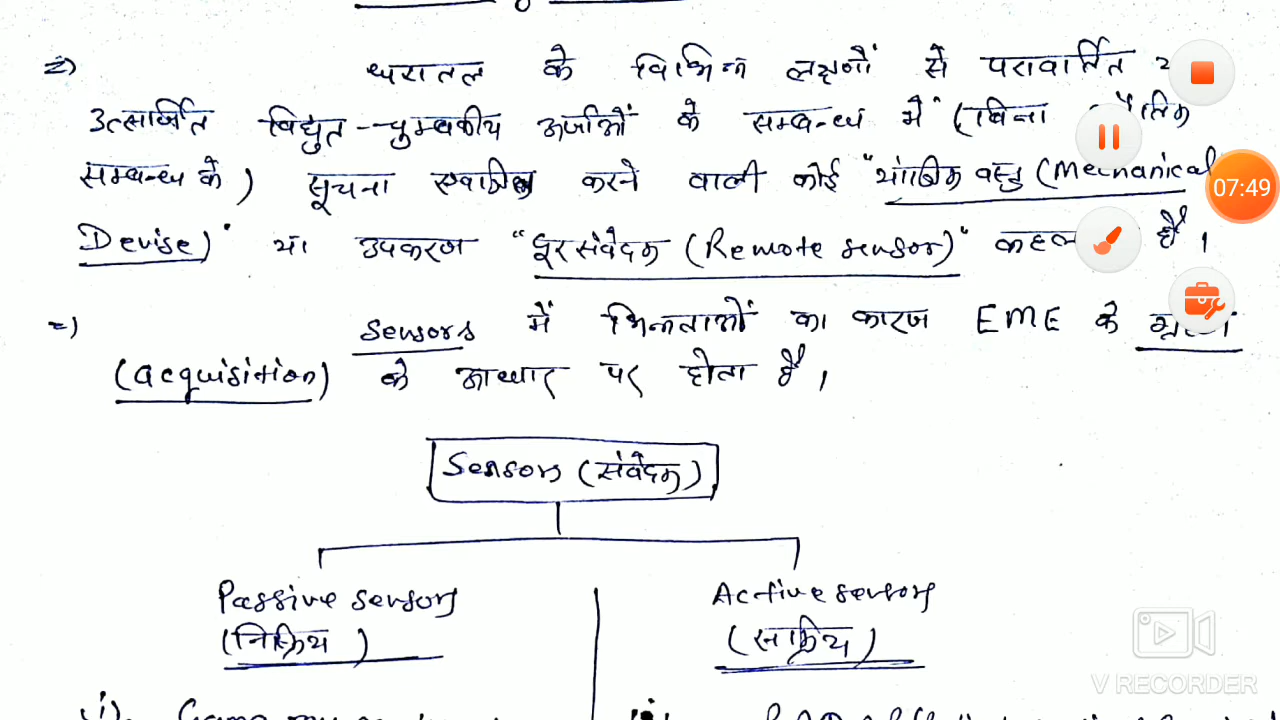 धरातल के विभिन्न लक्षणों से परावर्तित
उत्सर्जित विद्युत-चुम्बकीय ऊर्जाओं के सम्बन्ध में (बिना
सम्बन्ध के) सूचना करने वाली कोई "यांत्रिक वस्तु (Mechanical
Devise)" या उपकरण "दूर संवेदक (Remote sensor)" है।
=) Sensors में भिन्नताओं का कारण EME के
(acquisition) के आधार पर होता है।
Sensors (संवेदक)
Passive sensors
Active sensors
(निष्क्रिय)
(सक्रिय)
(i).
07:49
V RECORDER